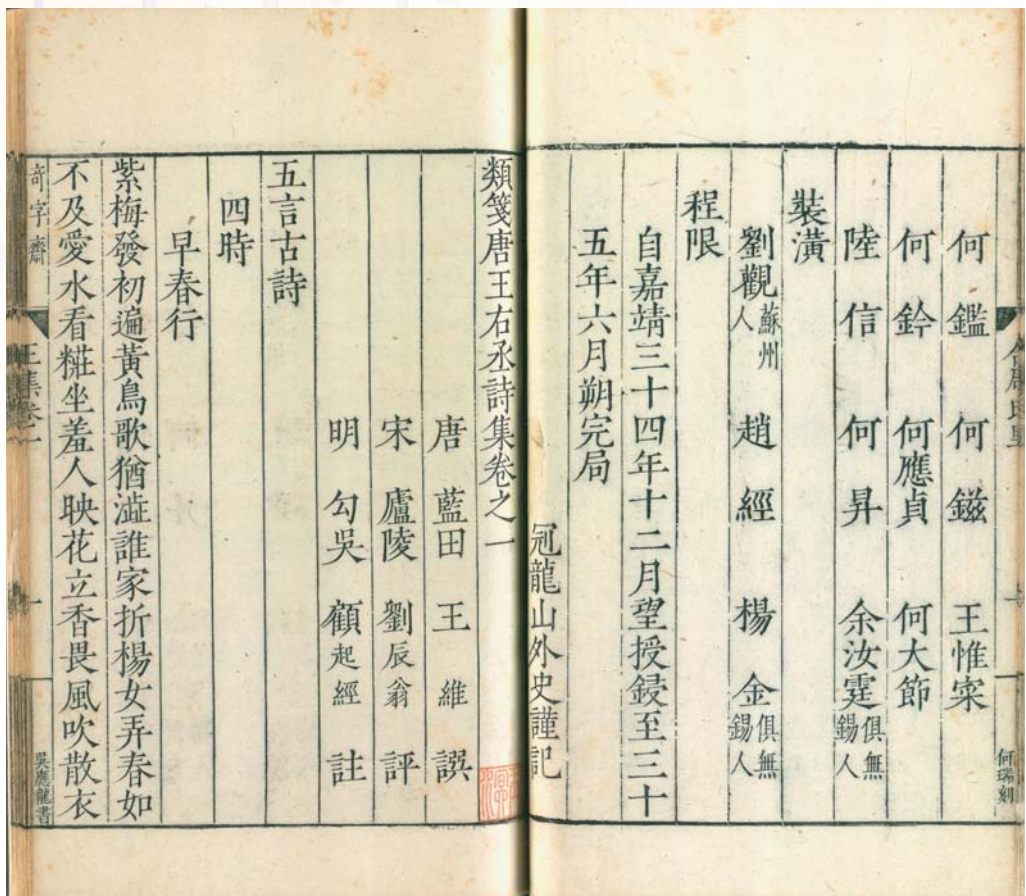 何鑑　何鎡　王惟寀
何鈐　何應貞　何大節
陸信　何昇　余汝霆俱無錫人
裝潢
劉觀蘇州人　趙經　楊金俱無錫人
程限
自嘉靖三十四年十二月望授鋟至三十
五年六月朔完局
冠龍山外史謹記
何瑞刻
類箋唐王右丞詩集卷之一
唐　藍田　王維　譔
宋　廬陵　劉辰翁　評
明　勾吳　顧起經　註
五言古詩
四時
早春行
紫梅發初遍黃鳥歌猶澁誰家折楊女弄春如
不及愛水看糚坐羞人映花立香畏風吹散衣
奇字齋
王集卷一
一
吳應龍書